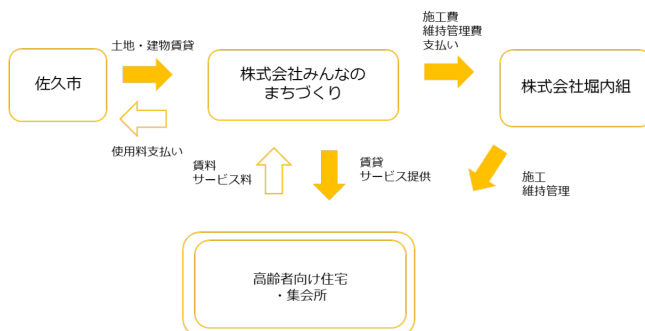 施工費
維持管理費
支払い
土地・建物賃貸
佐久市
株式会社みんなの
まちづくり
株式会社堀内組
使用料支払い
賃料
サービス料
賃貸
サービス提供
施工
維持管理
高齢者向け住宅
・集会所